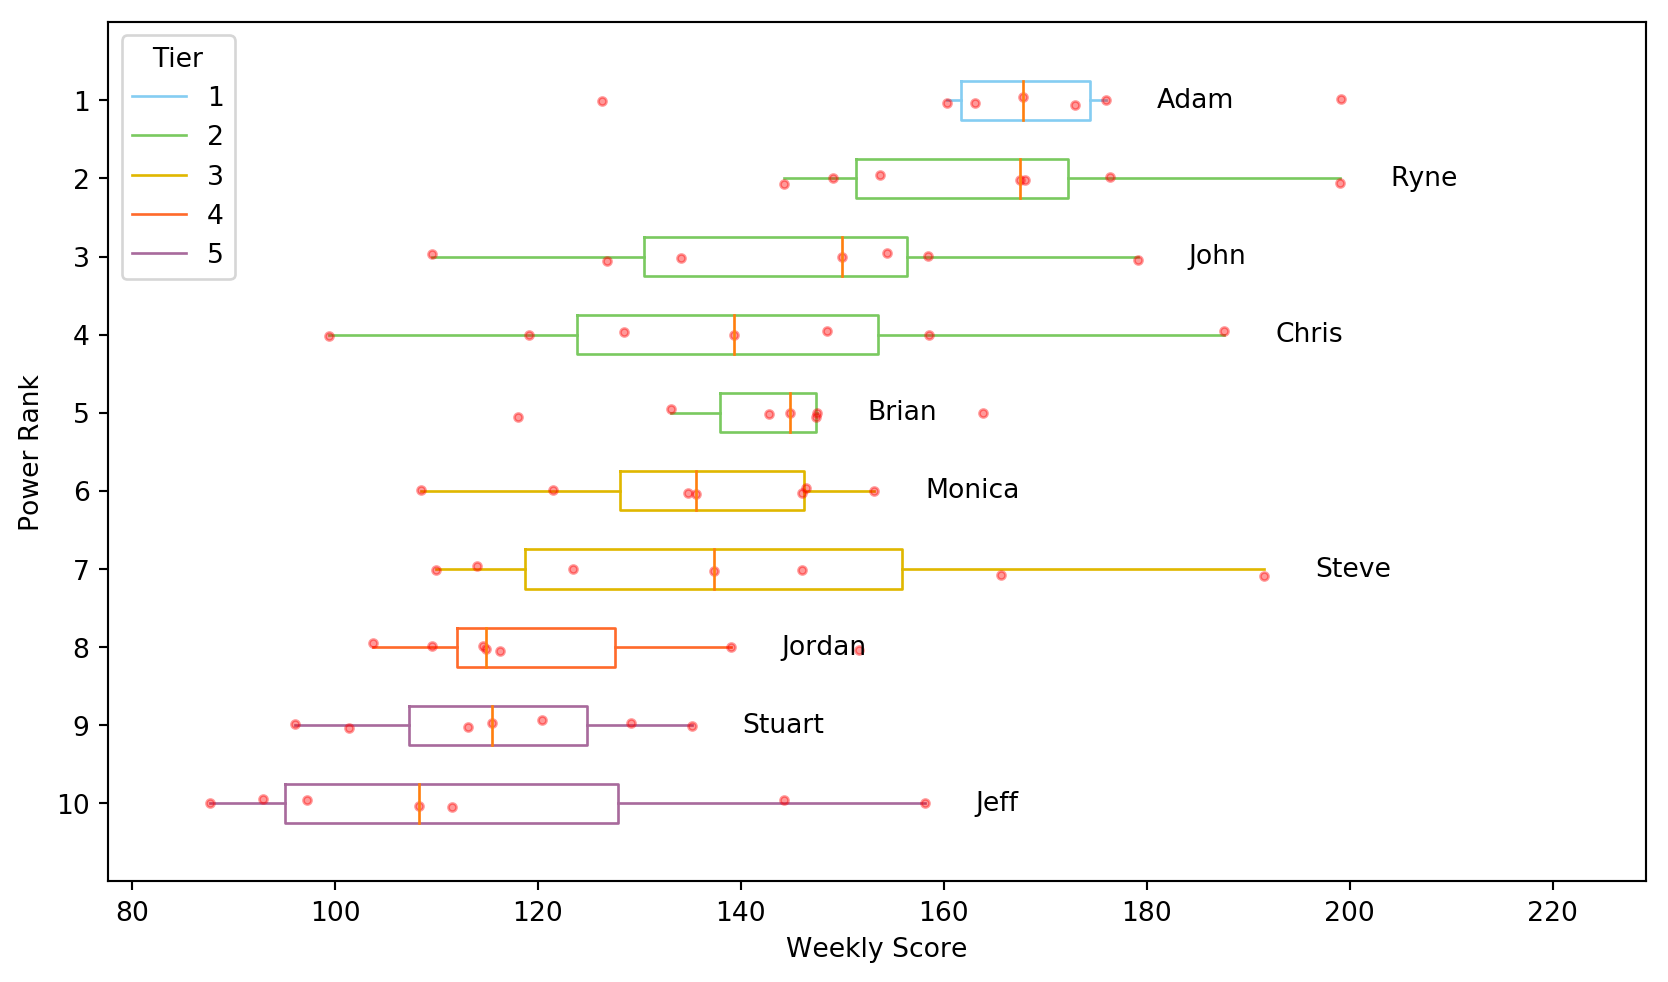 Tier
1
2
3
4
5
1 Adam
2 Ryne
3 John
4 Chris
5 Brian
6 Monica
7 Steve
8 Jordan
9 Stuart
10 Jeff
Power Rank
80 100 120 140 160 180 200 220
Weekly Score